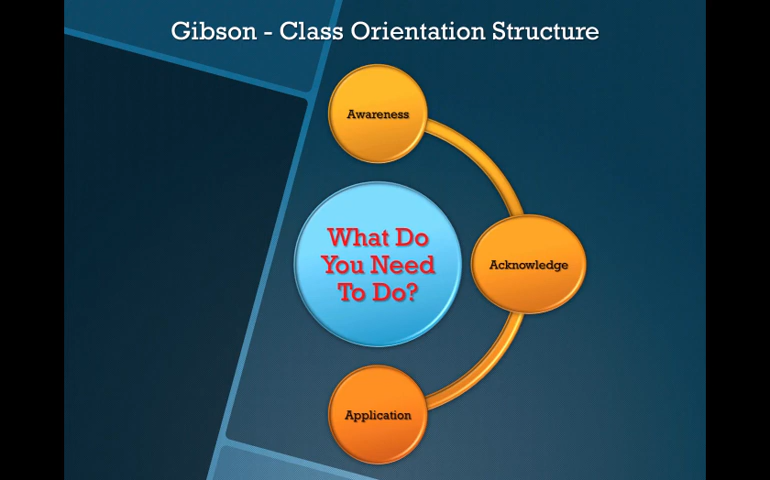 Gibson - Class Orientation Structure
Awareness
What Do
You Need
To Do?
Acknowledge
Application